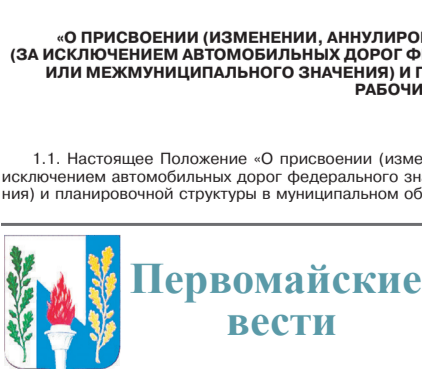 «О ПРИСВОЕНИИ (ИЗМЕНЕНИИ, АННУЛИРО
(ЗА ИСКЛЮЧЕНИЕМ АВТОМОБИЛЬНЫХ ДОРОГ Ф
ИЛИ МЕЖМУНИЦИПАЛЬНОГО ЗНАЧЕНИЯ) И
РАБОЧИ
1.1. Настоящее Положение «О присвоении (изме
исключением автомобильных дорог федерального зн
ния) и планировочной структуры в муниципальном об
Первомайские
вести